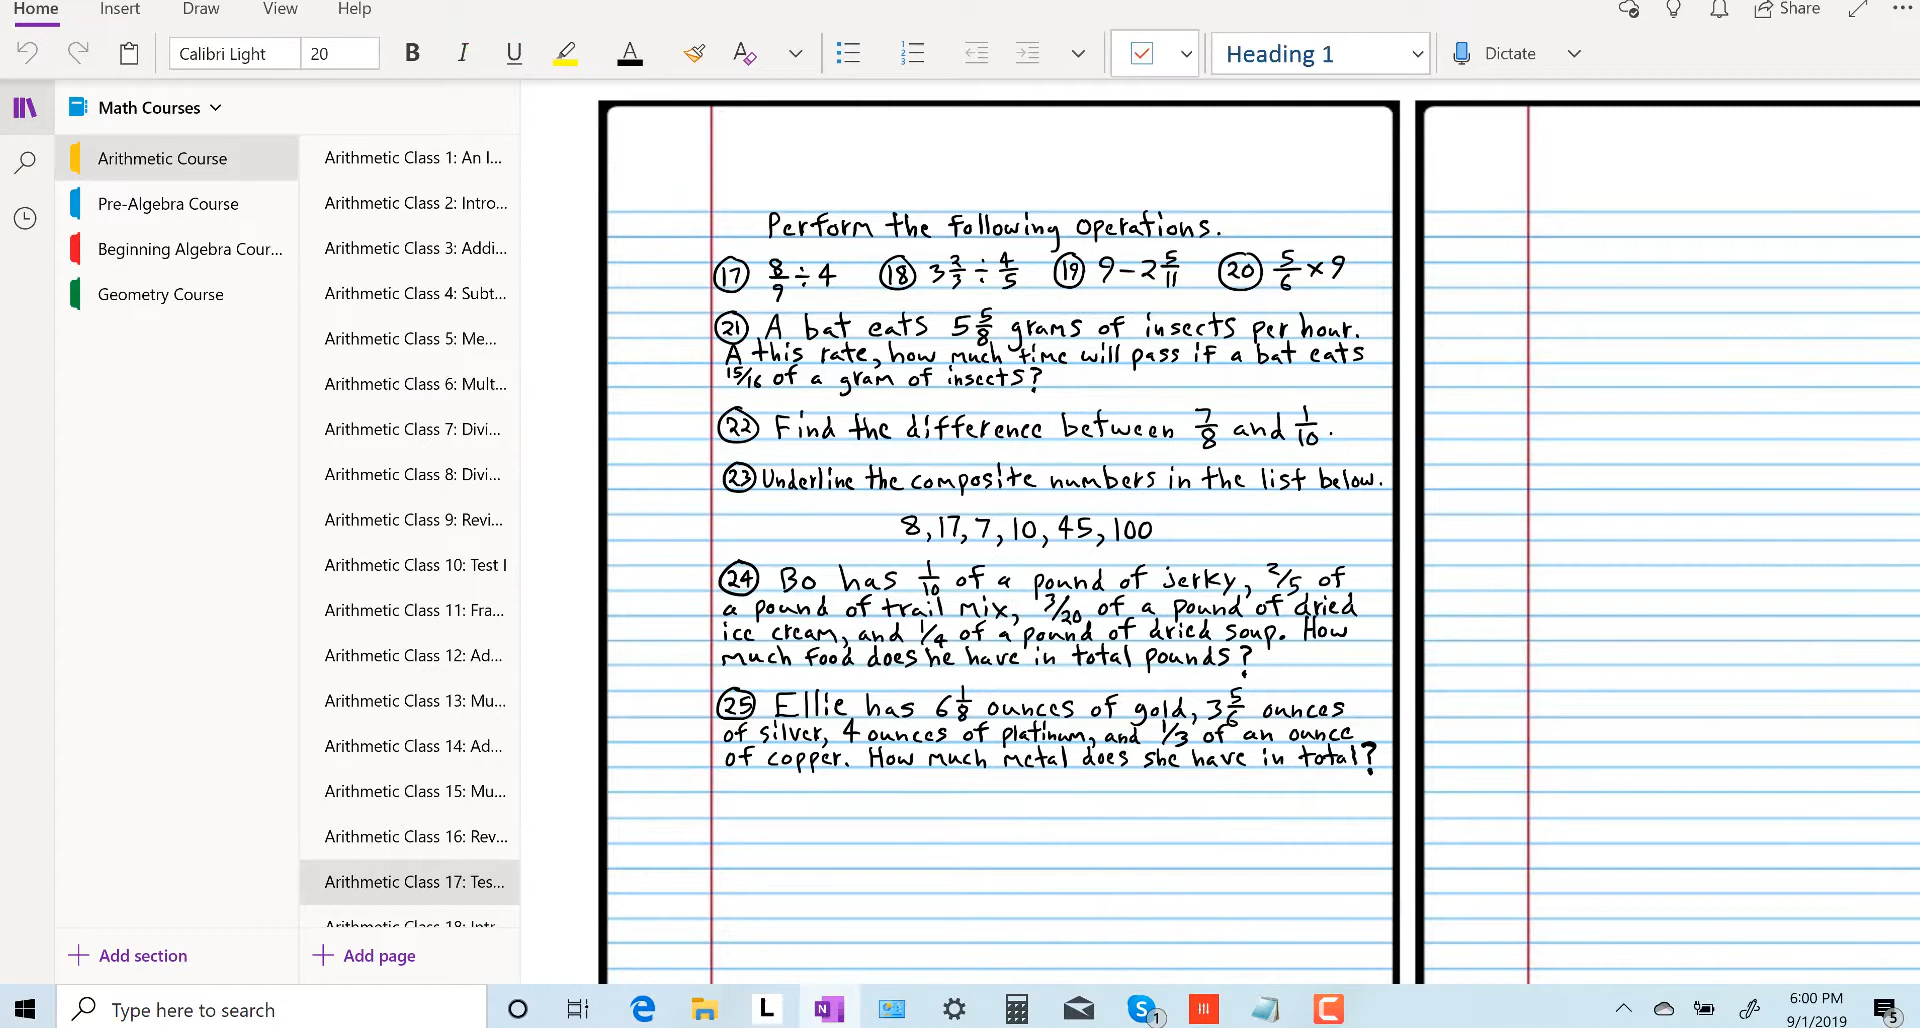 Home Insert Draw View Help Share
Calibri Light 20 B I U A A Heading 1 Dictate
Math Courses
Arithmetic Course
Pre-Algebra Course
Beginning Algebra Cour...
Geometry Course
Arithmetic Class 1: An I...
Arithmetic Class 2: Intro...
Arithmetic Class 3: Addi...
Arithmetic Class 4: Subt...
Arithmetic Class 5: Me...
Arithmetic Class 6: Mult...
Arithmetic Class 7: Divi...
Arithmetic Class 8: Divi...
Arithmetic Class 9: Revi...
Arithmetic Class 10: Test I
Arithmetic Class 11: Fra...
Arithmetic Class 12: Ad...
Arithmetic Class 13: Mu...
Arithmetic Class 14: Ad...
Arithmetic Class 15: Mu...
Arithmetic Class 16: Rev...
Arithmetic Class 17: Tes...
Arithmetic Class 18: Intr...
Add section
Add page
Perform the following operations.
17 8/9 ÷ 4 18 3 2/3 ÷ 4/5 19 9 - 2 5/11 20 5/6 × 9
21 A bat eats 5 5/8 grams of insects per hour.
A this rate, how much time will pass if a bat eats
15/16 of a gram of insects?
22 Find the difference between 7/8 and 1/10.
23 Underline the composite numbers in the list below.
8, 17, 7, 10, 45, 100
24 Bo has 1/10 of a pound of jerky, 2/5 of
a pound of trail mix, 3/20 of a pound of dried
ice cream, and 1/4 of a pound of dried soup. How
much food does he have in total pounds?
25 Ellie has 6 1/8 ounces of gold, 3 5/6 ounces
of silver, 4 ounces of platinum, and 1/3 of an ounce
of copper. How much metal does she have in total?
Type here to search
L
N
S 1
6:00 PM
9/1/2019
5